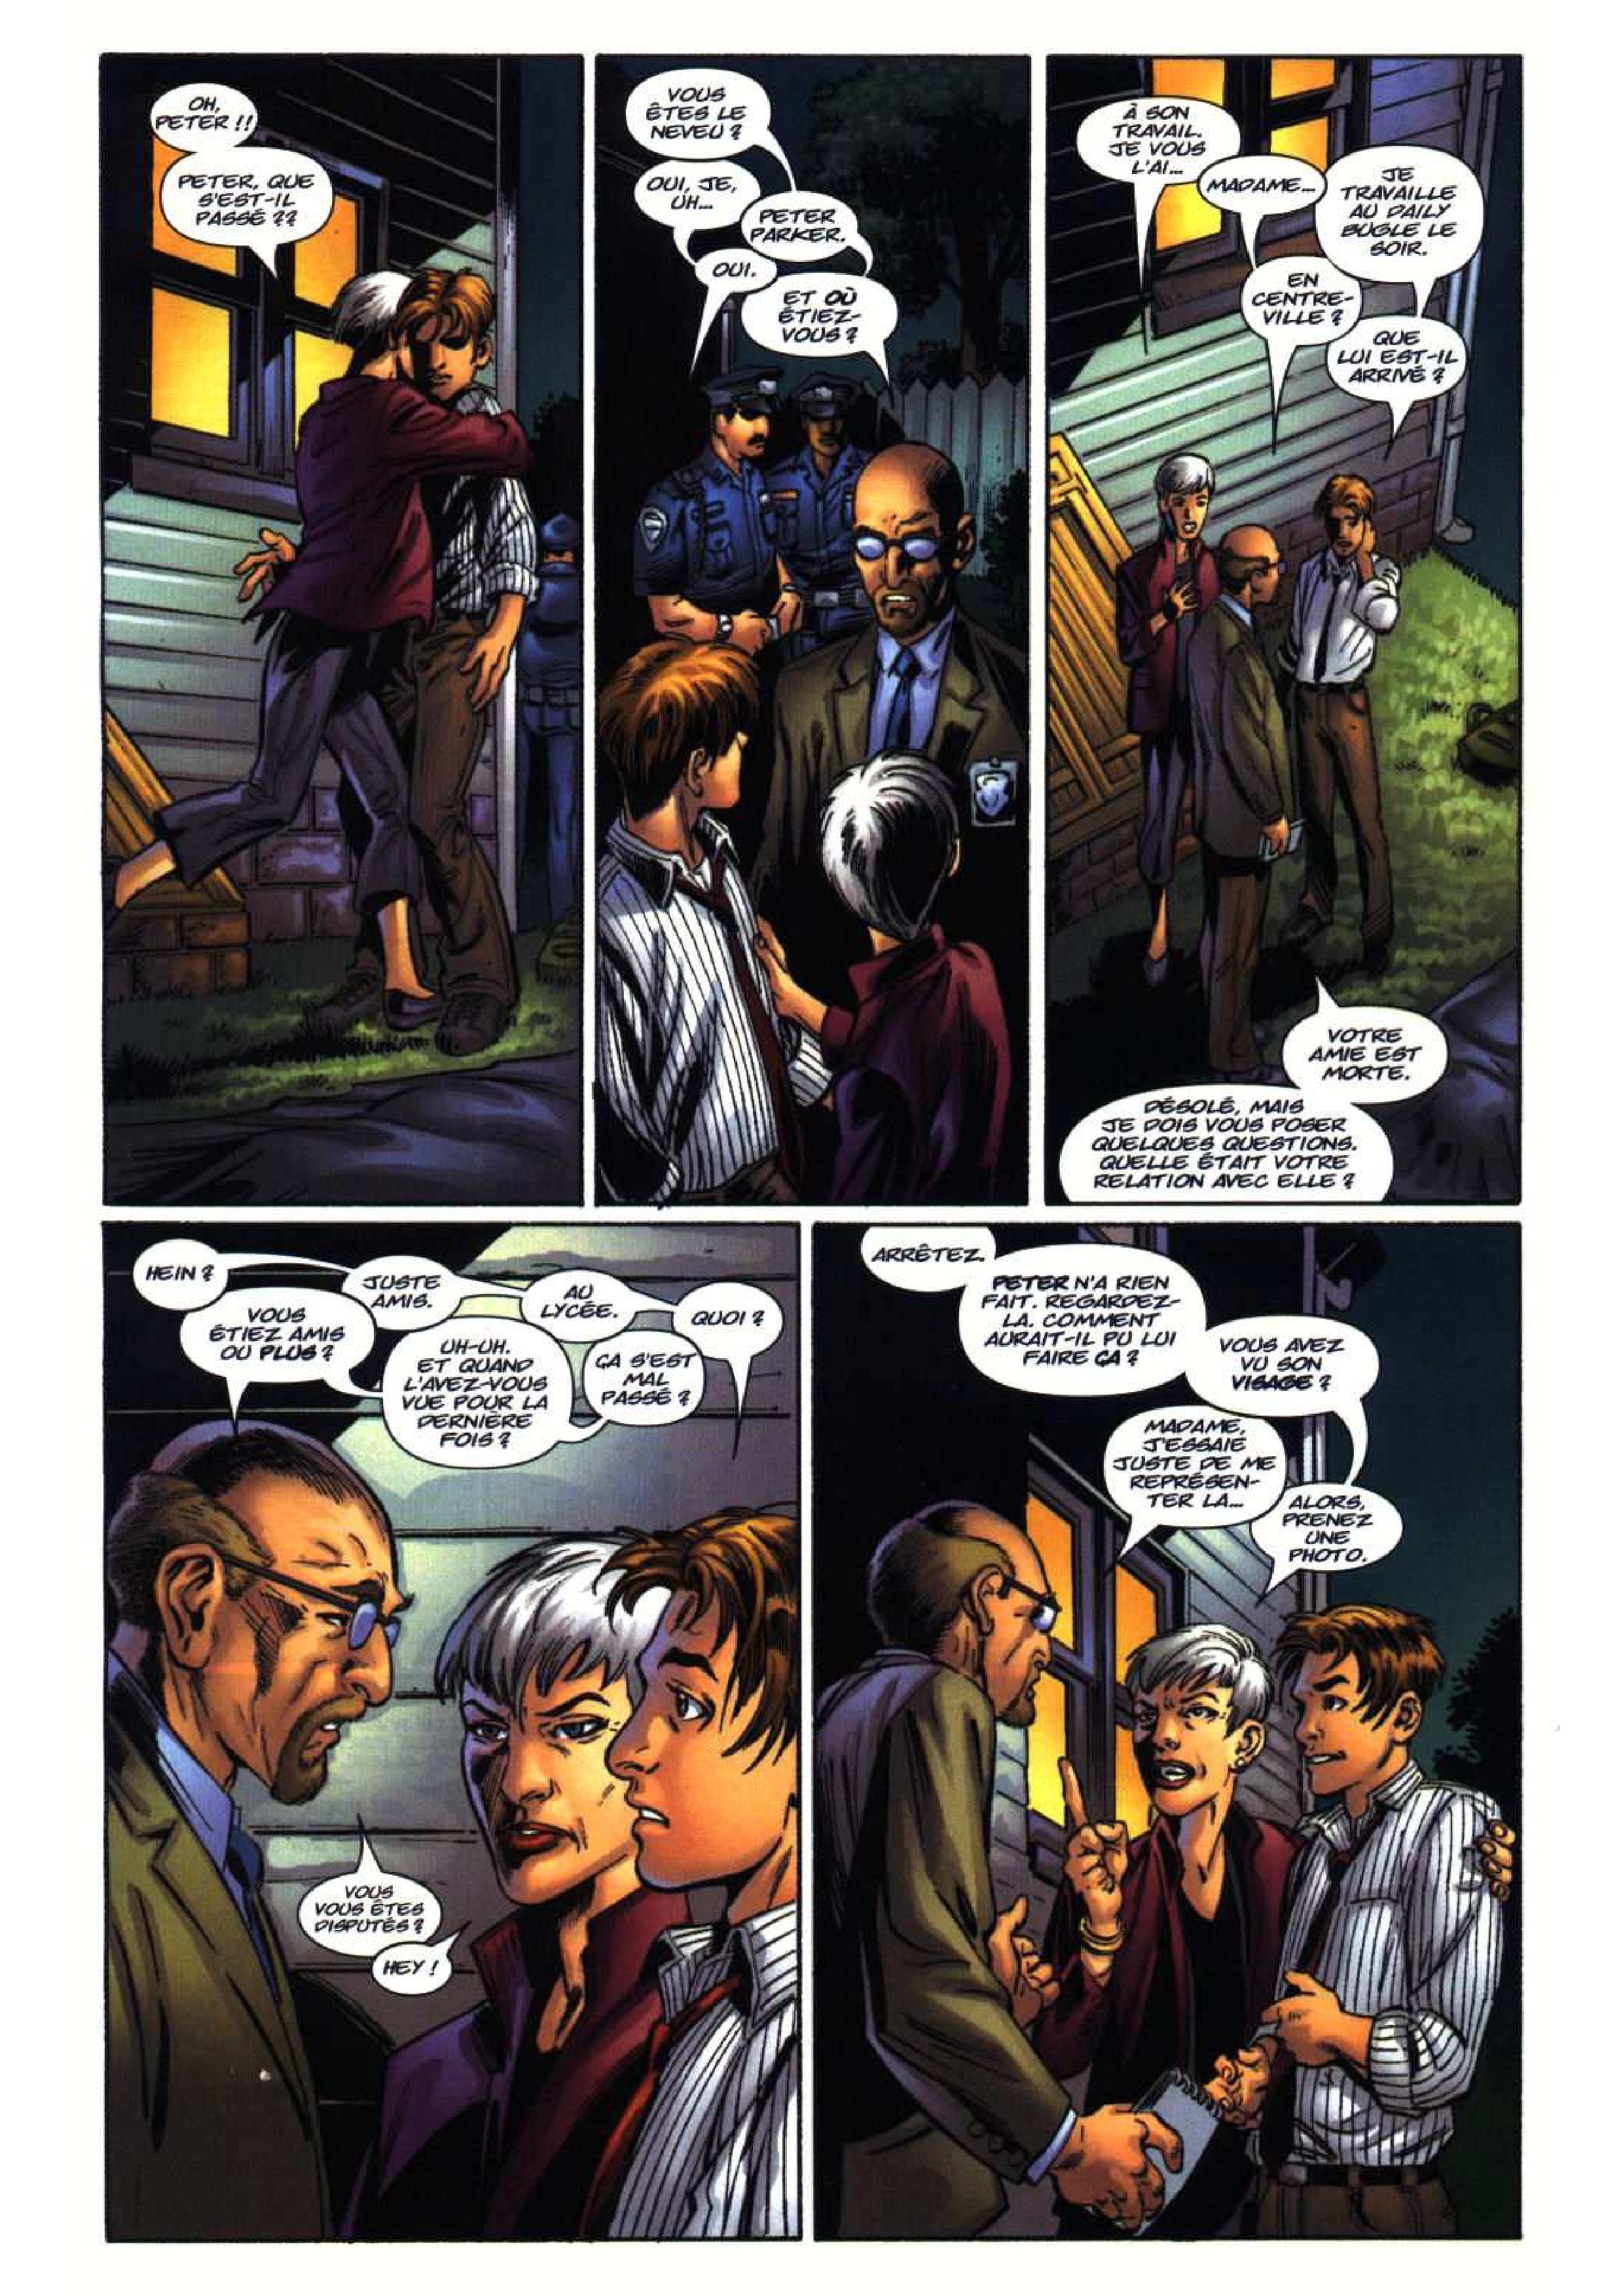 OH,
PETER !!
PETER, QUE
S'EST-IL
PASSÉ ??
VOUS
ÊTES LE
NEVEU ?
OUI, JE,
UH...
PETER
PARKER.
OUI.
ET OÙ
ÉTIEZ-
VOUS ?
À SON
TRAVAIL.
JE VOUS
L'AI...
MADAME...
JE
TRAVAILLE
AU DAILY
BUGLE LE
SOIR.
EN
CENTRE-
VILLE ?
QUE
LUI EST-IL
ARRIVÉ ?
VOTRE
AMIE EST
MORTE.
DÉSOLÉ, MAIS
JE DOIS VOUS POSER
QUELQUES QUESTIONS.
QUELLE ÉTAIT VOTRE
RELATION AVEC ELLE ?
HEIN ?
VOUS
ÉTIEZ AMIS
OU PLUS ?
JUSTE
AMIS.
UH-UH.
ET QUAND
L'AVEZ-VOUS
VUE POUR LA
DERNIÈRE
FOIS ?
AU
LYCÉE.
ÇA S'EST
MAL
PASSÉ ?
QUOI ?
VOUS
VOUS ÊTES
DISPUTÉS ?
HEY !
ARRÊTEZ.
PETER N'A RIEN
FAIT. REGARDEZ-
LA. COMMENT
AURAIT-IL PU LUI
FAIRE ÇA ?
VOUS AVEZ
VU SON
VISAGE ?
MADAME,
J'ESSAIE
JUSTE DE ME
REPRÉSEN-
TER LA...
ALORS,
PRENEZ
UNE
PHOTO.